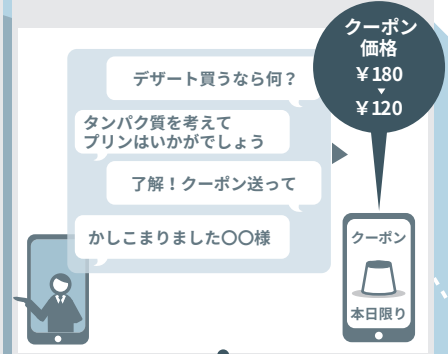 クーポン
価格
￥180
￥120
デザート買うなら何？
タンパク質を考えて
プリンはいかがでしょう
了解！クーポン送って
かしこまりました〇〇様
クーポン
本日限り